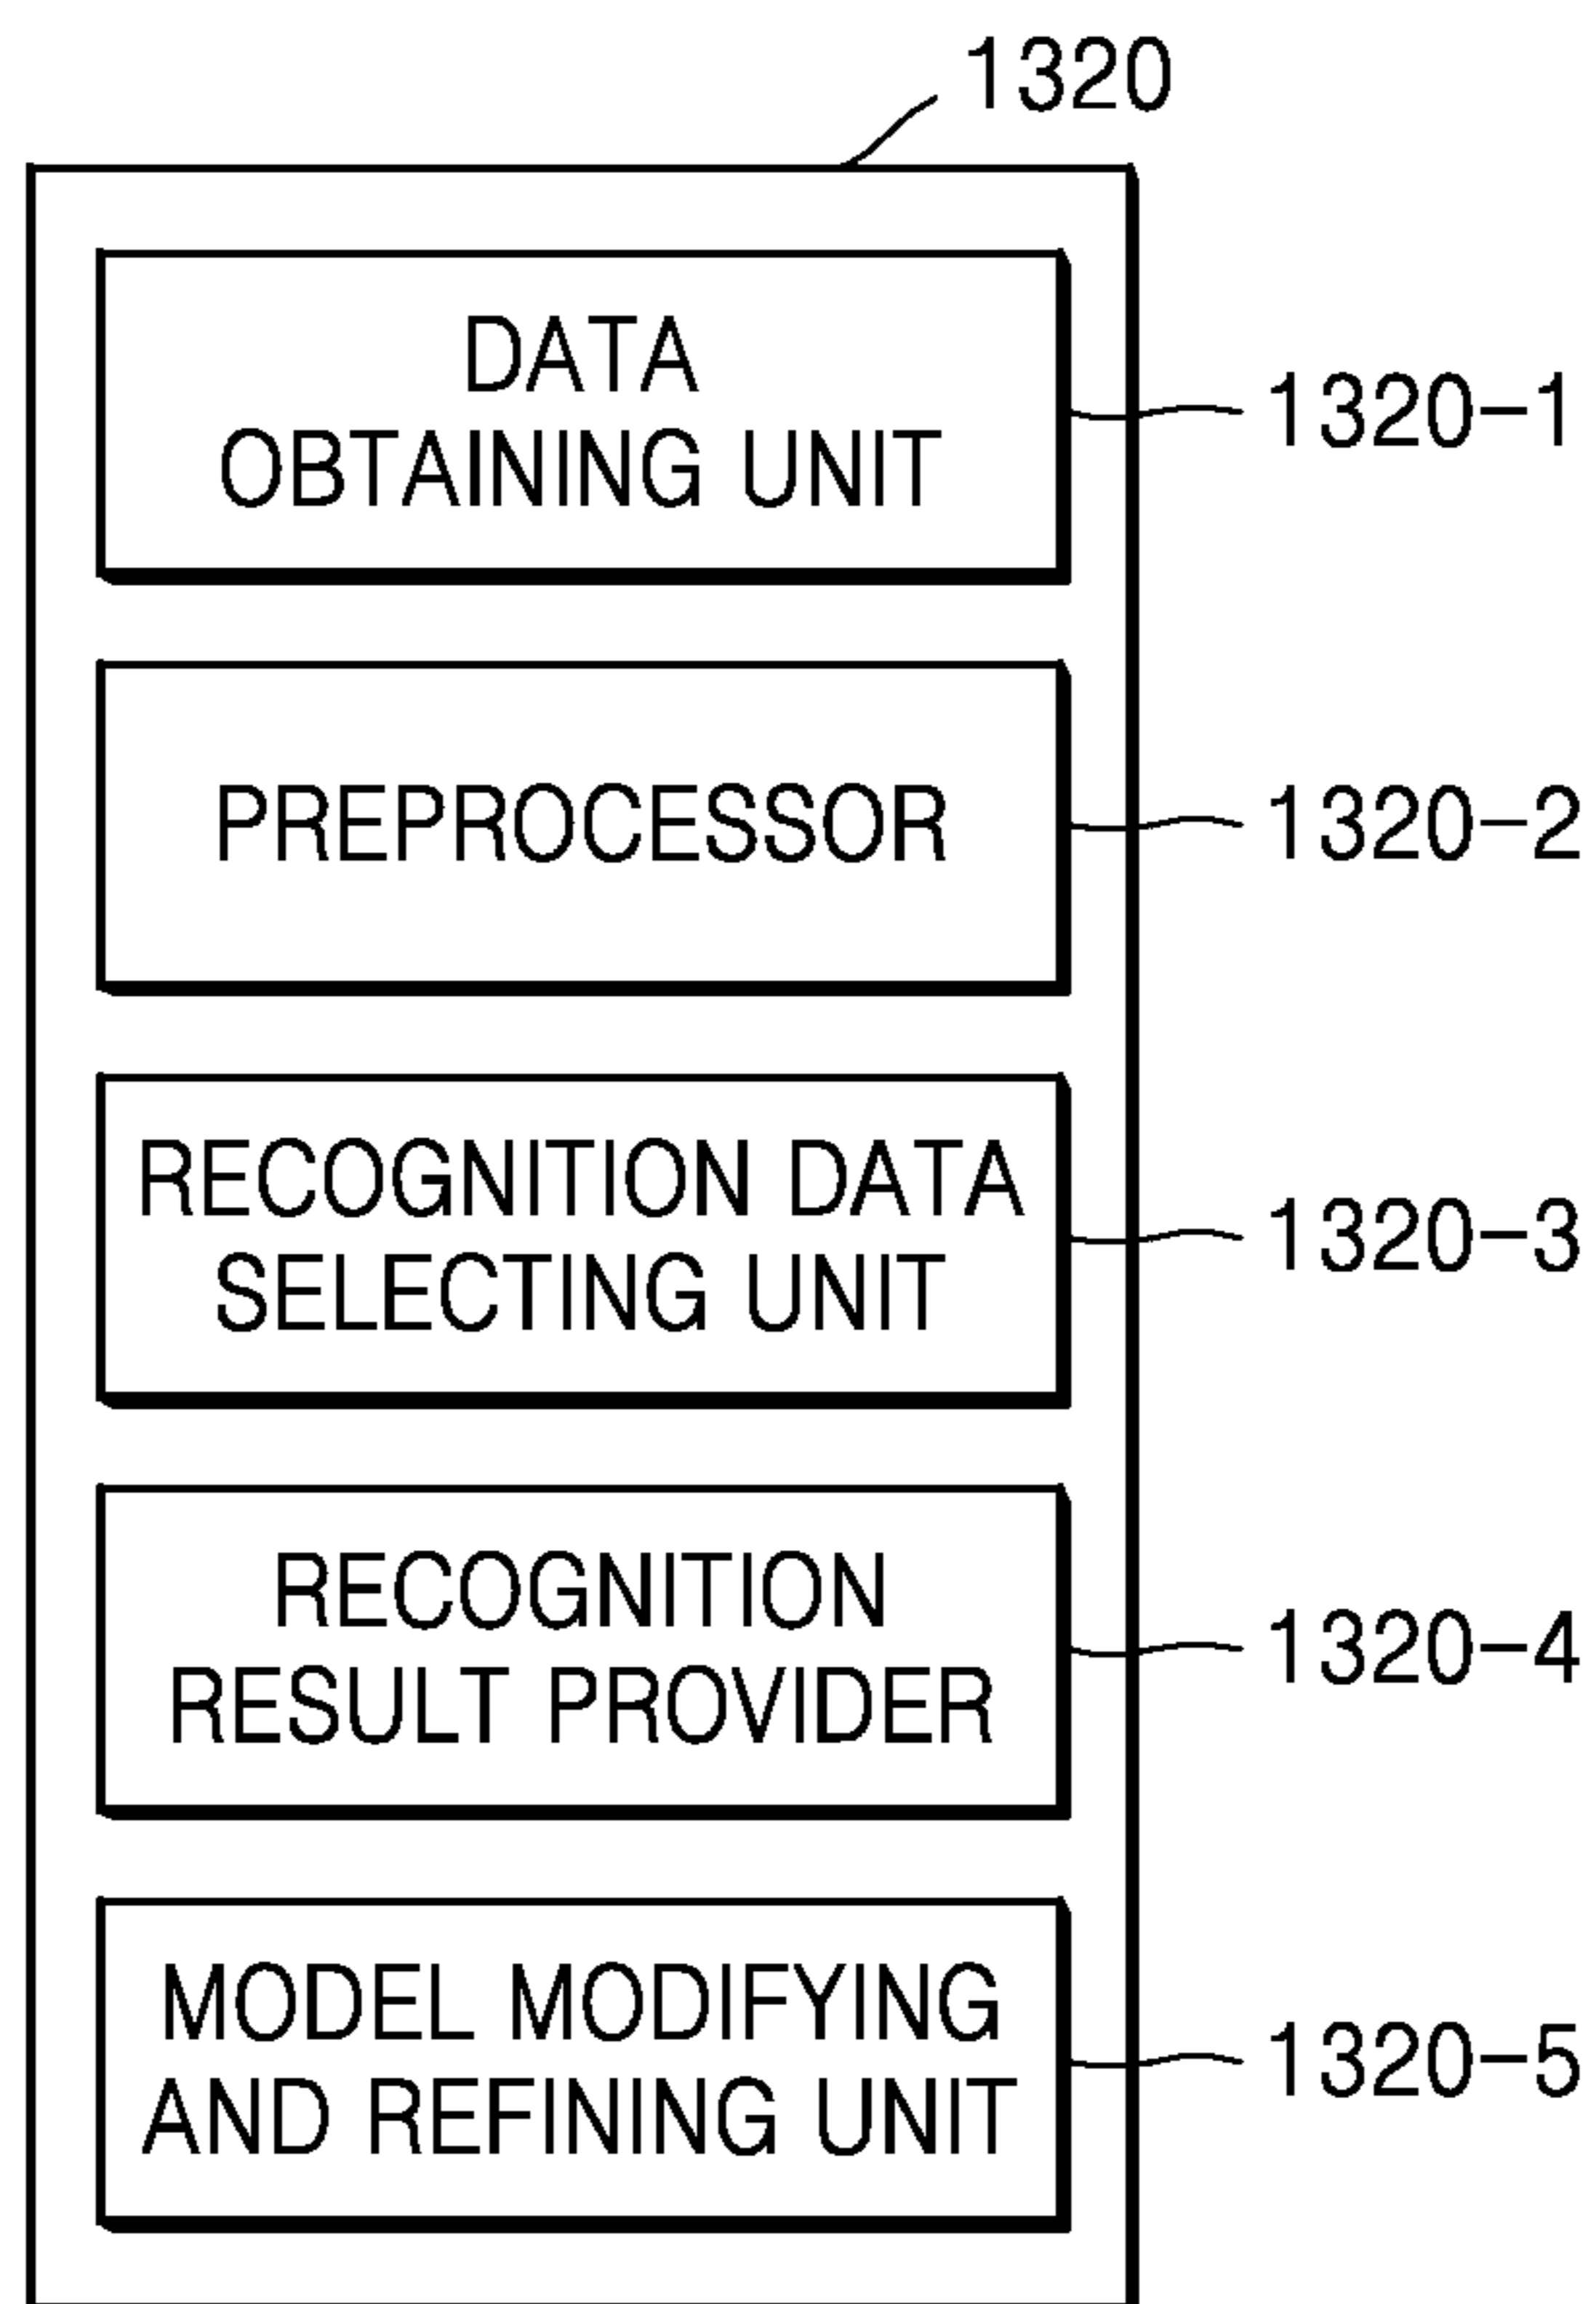 1320
DATA
OBTAINING UNIT
1320-1
PREPROCESSOR
1320-2
RECOGNITION DATA
SELECTING UNIT
1320-3
RECOGNITION
RESULT PROVIDER
1320-4
MODEL MODIFYING
AND REFINING UNIT
1320-5